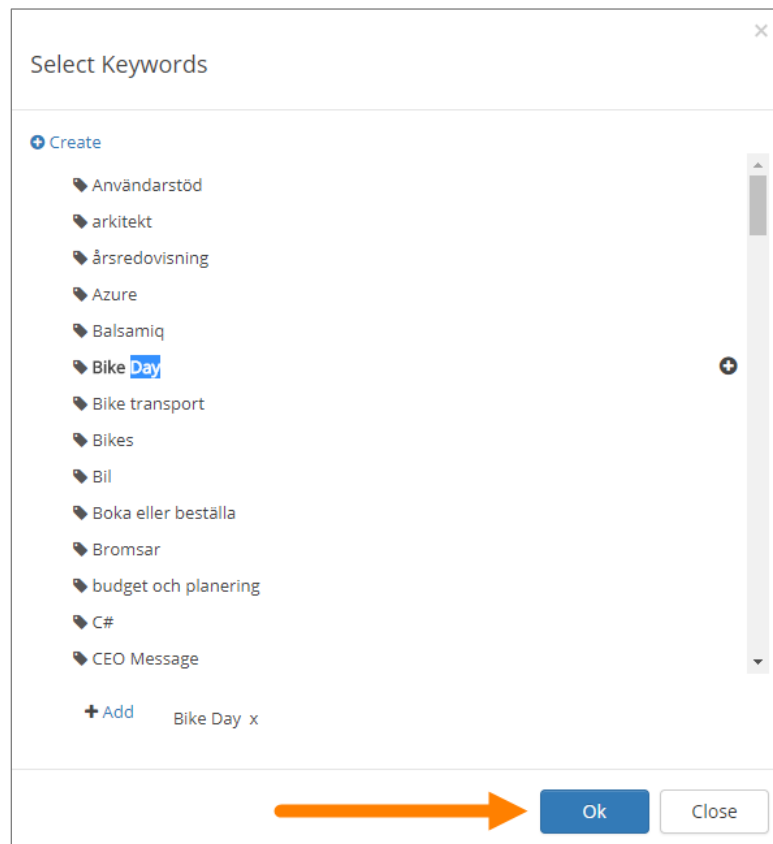 ×
Select Keywords
Create
Användarstöd
arkitekt
årsredovisning
Azure
Balsamiq
Bike Day
Bike transport
Bikes
Bil
Boka eller beställa
Bromsar
budget och planering
C#
CEO Message
+ Add Bike Day x
Ok Close